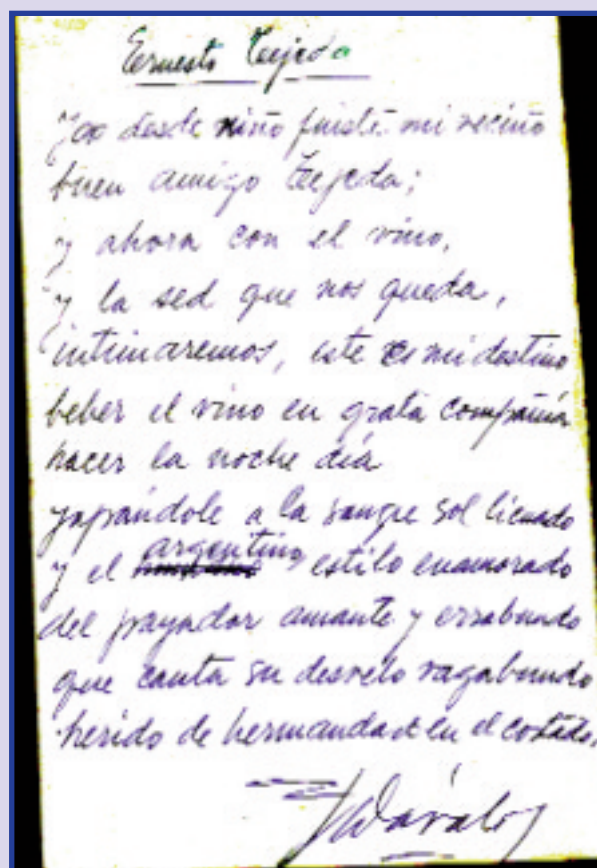 Ernesto Tejeda
Ya desde niño fuiste mi vecino
buen amigo Tejeda;
y ahora con el vino,
y la sed que nos queda,
intimaremos, este es mi destino
beber el vino en grata compañía
hacer la noche día
yapándole a la sangre sol licuado
y el argentino estilo enamorado
del payador amante y errabundo
que canta su desvelo vagabundo
herido de hermandad en el costado,
Dávalos